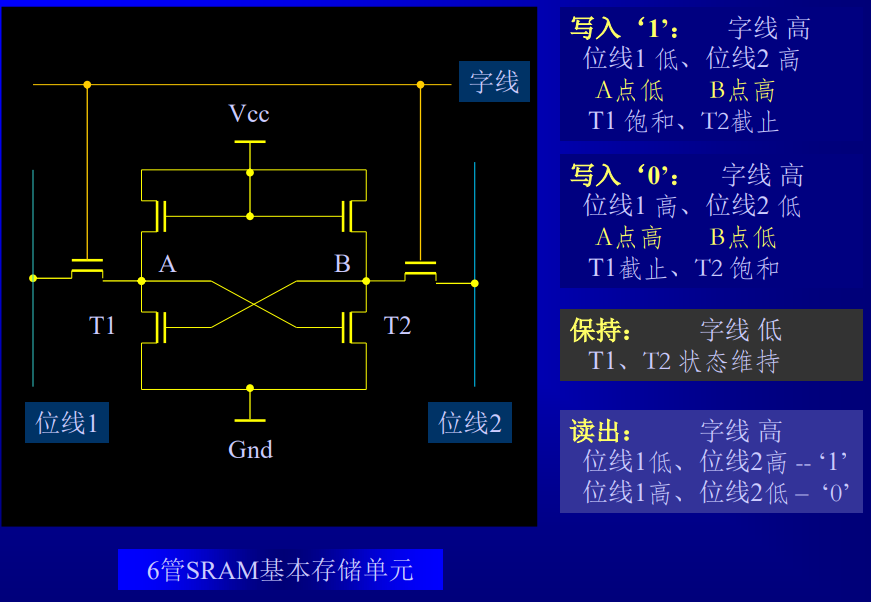 字线
Vcc
A
B
T1
T2
位线1
位线2
Gnd
6管SRAM基本存储单元
写入‘1’: 字线 高
位线1 低、位线2 高
A点低 B点高
T1 饱和、T2截止
写入‘0’: 字线 高
位线1 高、位线2 低
A点高 B点低
T1截止、T2 饱和
保持: 字线 低
T1、T2 状态维持
读出: 字线 高
位线1低、位线2高 -- ‘1’
位线1高、位线2低 – ‘0’